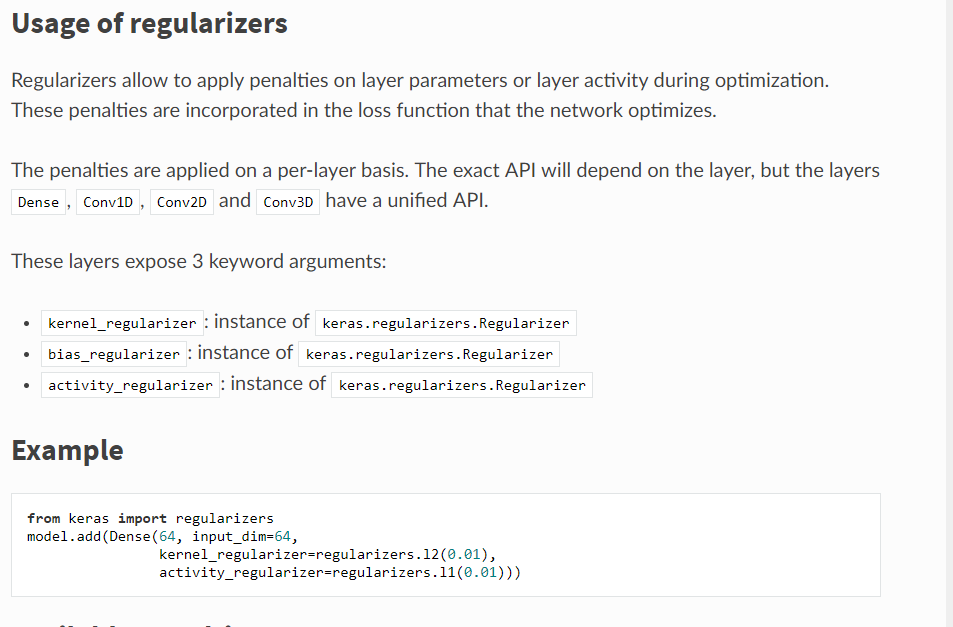 Usage of regularizers
Regularizers allow to apply penalties on layer parameters or layer activity during optimization.
These penalties are incorporated in the loss function that the network optimizes.
The penalties are applied on a per-layer basis. The exact API will depend on the layer, but the layers
Dense , Conv1D , Conv2D and Conv3D have a unified API.
These layers expose 3 keyword arguments:
• kernel_regularizer : instance of keras.regularizers.Regularizer
• bias_regularizer : instance of keras.regularizers.Regularizer
• activity_regularizer : instance of keras.regularizers.Regularizer
Example
from keras import regularizers
model.add(Dense(64, input_dim=64,
                kernel_regularizer=regularizers.l2(0.01),
                activity_regularizer=regularizers.l1(0.01)))